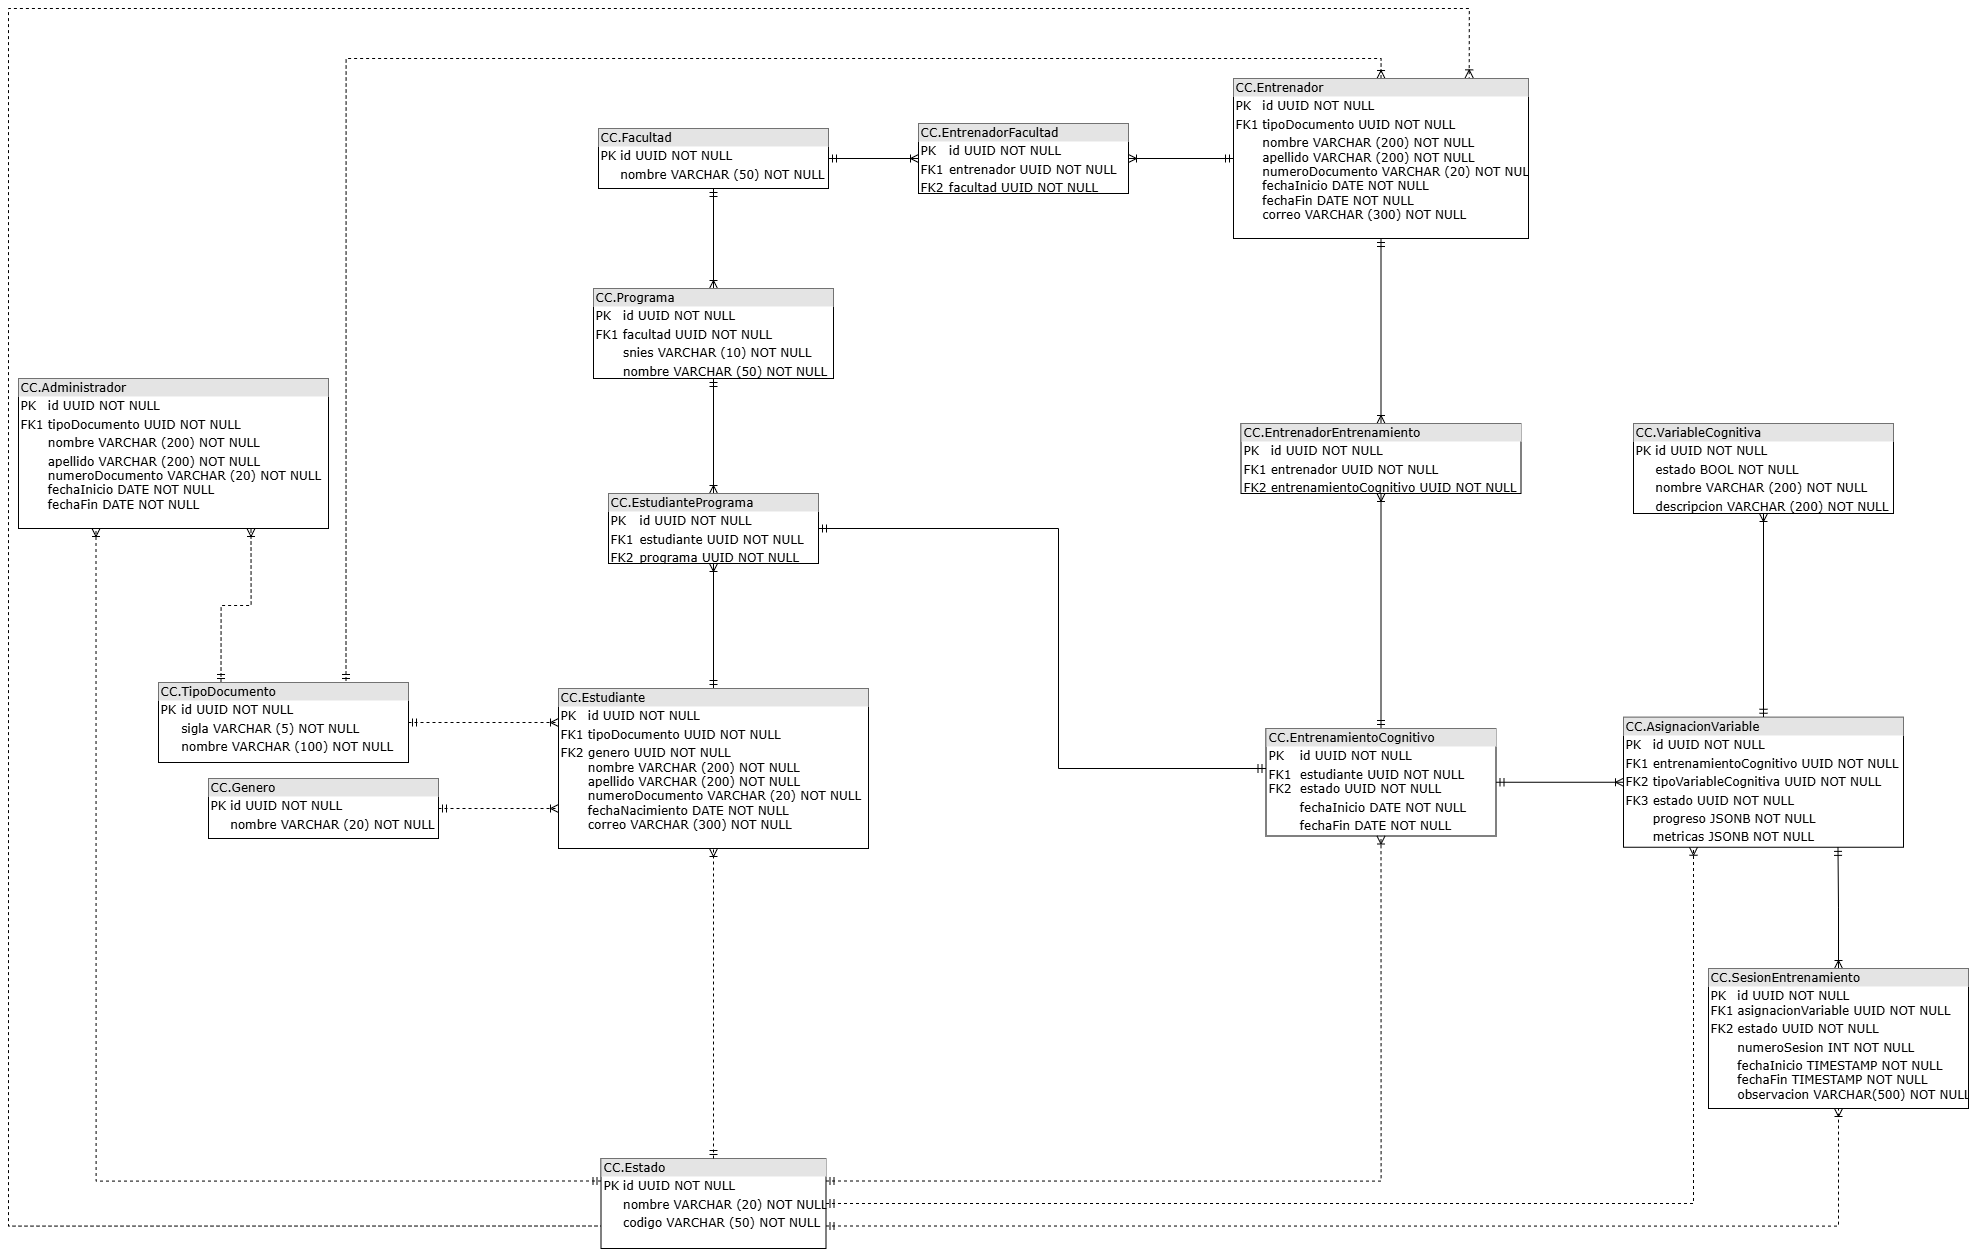 CC.Entrenador
PK id UUID NOT NULL
FK1 tipoDocumento UUID NOT NULL
nombre VARCHAR (200) NOT NULL
apellido VARCHAR (200) NOT NULL
numeroDocumento VARCHAR (20) NOT NUL
fechaInicio DATE NOT NULL
fechaFin DATE NOT NULL
correo VARCHAR (300) NOT NULL
CC.Facultad
PK id UUID NOT NULL
nombre VARCHAR (50) NOT NULL
CC.EntrenadorFacultad
PK id UUID NOT NULL
FK1 entrenador UUID NOT NULL
FK2 facultad UUID NOT NULL
CC.Programa
PK id UUID NOT NULL
FK1 facultad UUID NOT NULL
snies VARCHAR (10) NOT NULL
nombre VARCHAR (50) NOT NULL
CC.Administrador
PK id UUID NOT NULL
FK1 tipoDocumento UUID NOT NULL
nombre VARCHAR (200) NOT NULL
apellido VARCHAR (200) NOT NULL
numeroDocumento VARCHAR (20) NOT NULL
fechaInicio DATE NOT NULL
fechaFin DATE NOT NULL
CC.EntrenadorEntrenamiento
PK id UUID NOT NULL
FK1 entrenador UUID NOT NULL
FK2 entrenamientoCognitivo UUID NOT NULL
CC.VariableCognitiva
PK id UUID NOT NULL
estado BOOL NOT NULL
nombre VARCHAR (200) NOT NULL
descripcion VARCHAR (200) NOT NULL
CC.EstudiantePrograma
PK id UUID NOT NULL
FK1 estudiante UUID NOT NULL
FK2 programa UUID NOT NULL
CC.TipoDocumento
PK id UUID NOT NULL
sigla VARCHAR (5) NOT NULL
nombre VARCHAR (100) NOT NULL
CC.Genero
PK id UUID NOT NULL
nombre VARCHAR (20) NOT NULL
CC.Estudiante
PK id UUID NOT NULL
FK1 tipoDocumento UUID NOT NULL
FK2 genero UUID NOT NULL
nombre VARCHAR (200) NOT NULL
apellido VARCHAR (200) NOT NULL
numeroDocumento VARCHAR (20) NOT NULL
fechaNacimiento DATE NOT NULL
correo VARCHAR (300) NOT NULL
CC.EntrenamientoCognitivo
PK id UUID NOT NULL
FK1 estudiante UUID NOT NULL
FK2 estado UUID NOT NULL
fechaInicio DATE NOT NULL
fechaFin DATE NOT NULL
CC.AsignacionVariable
PK id UUID NOT NULL
FK1 entrenamientoCognitivo UUID NOT NULL
FK2 tipoVariableCognitiva UUID NOT NULL
FK3 estado UUID NOT NULL
progreso JSONB NOT NULL
metricas JSONB NOT NULL
CC.SesionEntrenamiento
PK id UUID NOT NULL
FK1 asignacionVariable UUID NOT NULL
FK2 estado UUID NOT NULL
numeroSesion INT NOT NULL
fechaInicio TIMESTAMP NOT NULL
fechaFin TIMESTAMP NOT NULL
observacion VARCHAR(500) NOT NULL
CC.Estado
PK id UUID NOT NULL
nombre VARCHAR (20) NOT NULL
codigo VARCHAR (50) NOT NULL